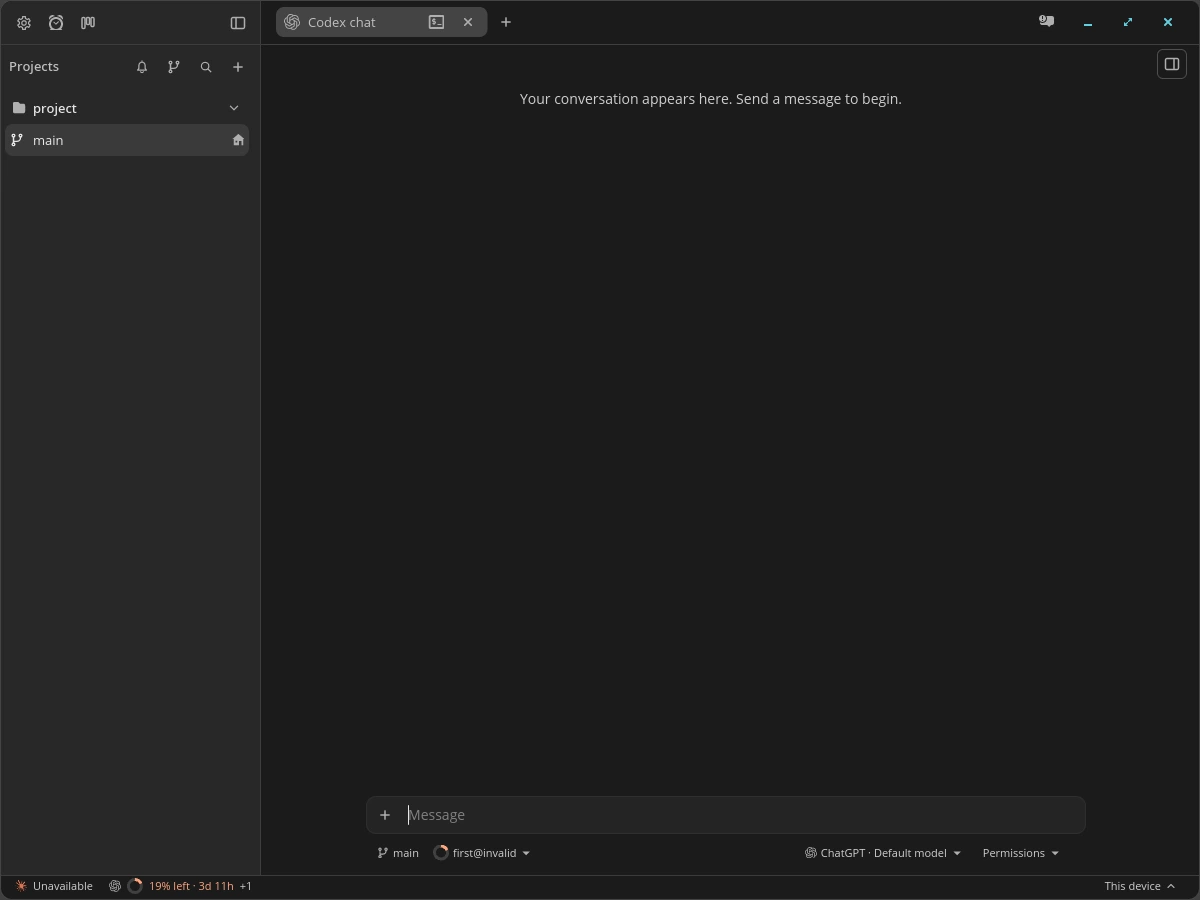 Codex chat
Projects
project
main
Your conversation appears here. Send a message to begin.
Message
main first@invalid ChatGPT · Default model Permissions
Unavailable 19% left · 3d 11h +1 This device